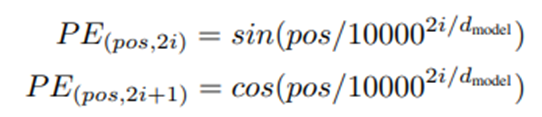 PE(pos,2i) = sin(pos/10000^2i/d_model)
PE(pos,2i+1) = cos(pos/10000^2i/d_model)